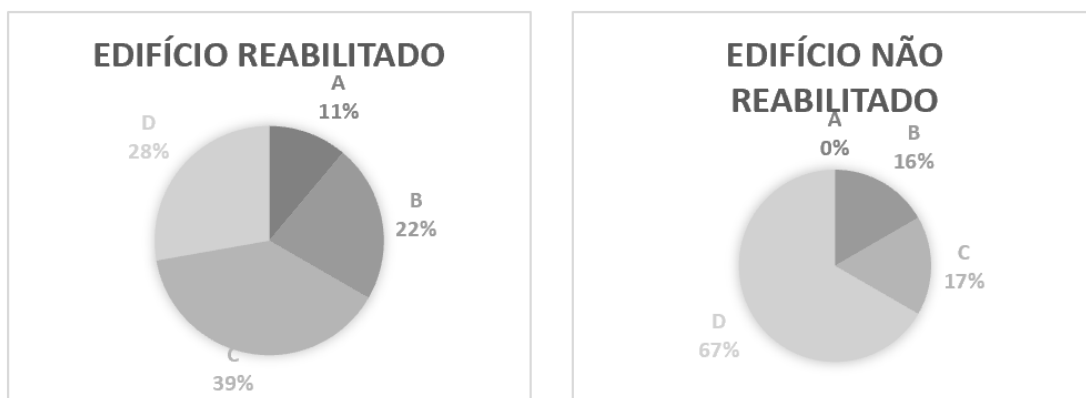 EDIFÍCIO REABILITADO
A
11%
B
22%
C
39%
D
28%
EDIFÍCIO NÃO
REABILITADO
A
0%
B
16%
C
17%
D
67%